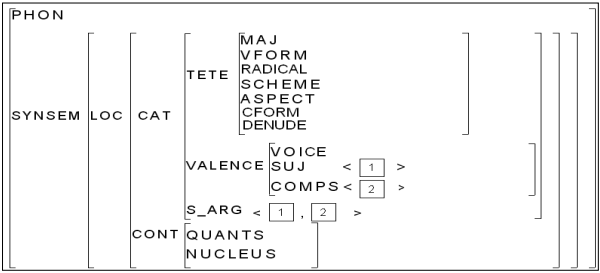 PHON
MAJ
VFORM
RADICAL
TETE
SCHEME
ASPECT
SYNSEM LOC CAT
CFORM
DENUDE
VOICE
VALENCE SUJ < 1 >
COMPS < 2 >
S_ARG < 1 , 2 >
CONT QUANTS
NUCLEUS